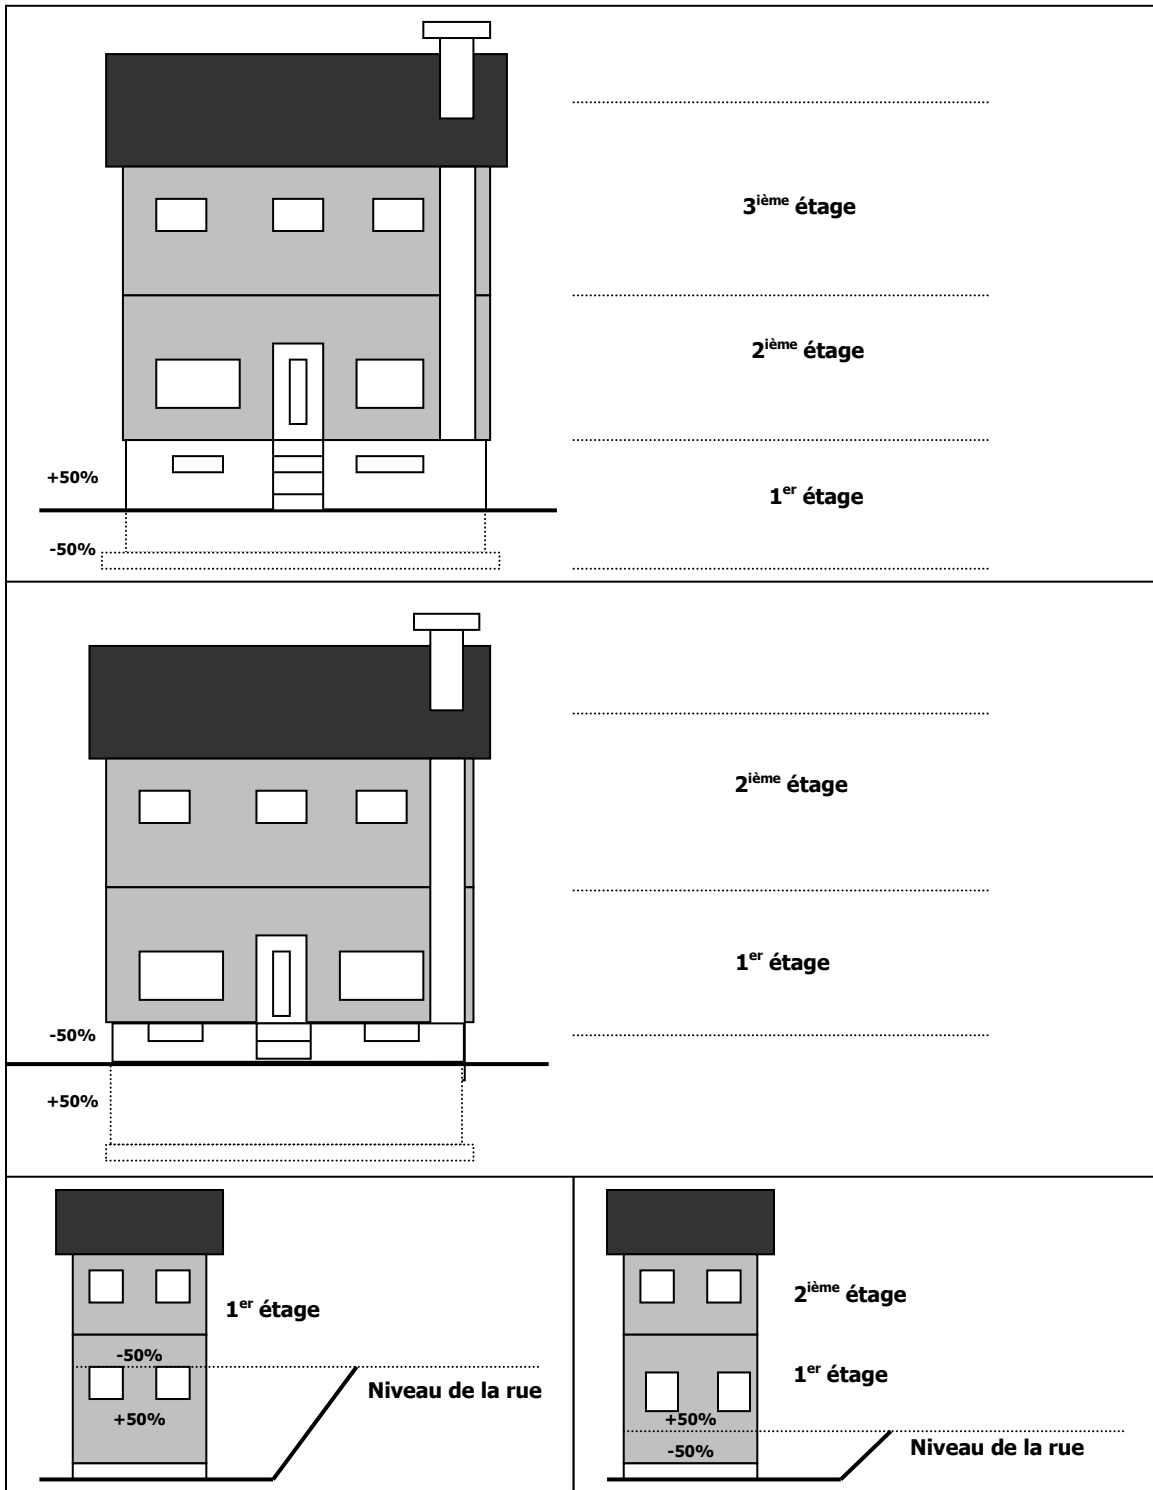 3ième étage
2ième étage
+50%
1er étage
-50%
2ième étage
1er étage
-50%
+50%
1er étage
-50%
Niveau de la rue
+50%
2ième étage
1er étage
+50%
Niveau de la rue
-50%